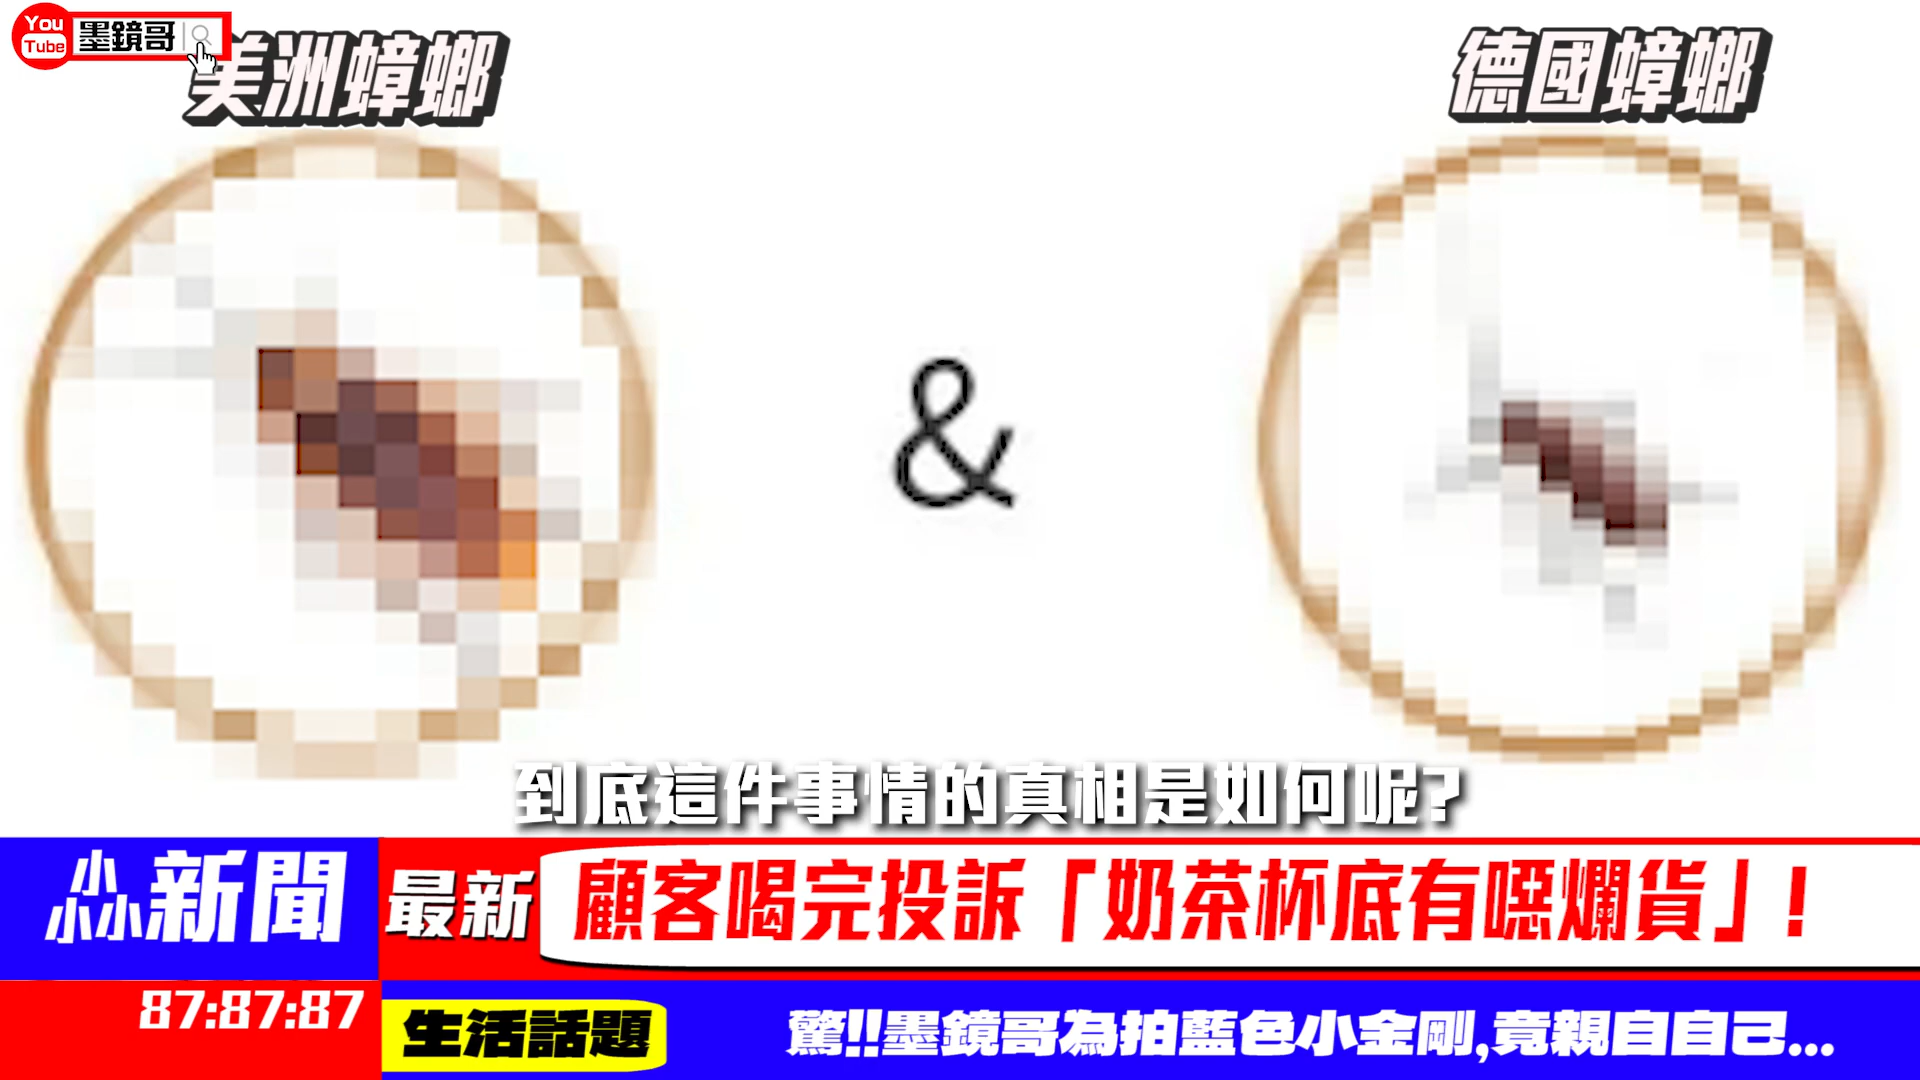 You
Tube
墨鏡哥
美洲蟑螂
德國蟑螂
&
到底這件事情的真相是如何呢?
小小小新聞
最新
顧客喝完投訴「奶茶杯底有噁爛貨」!
87:87:87
生活話題
驚!!墨鏡哥為拍藍色小金剛,竟親自自己...